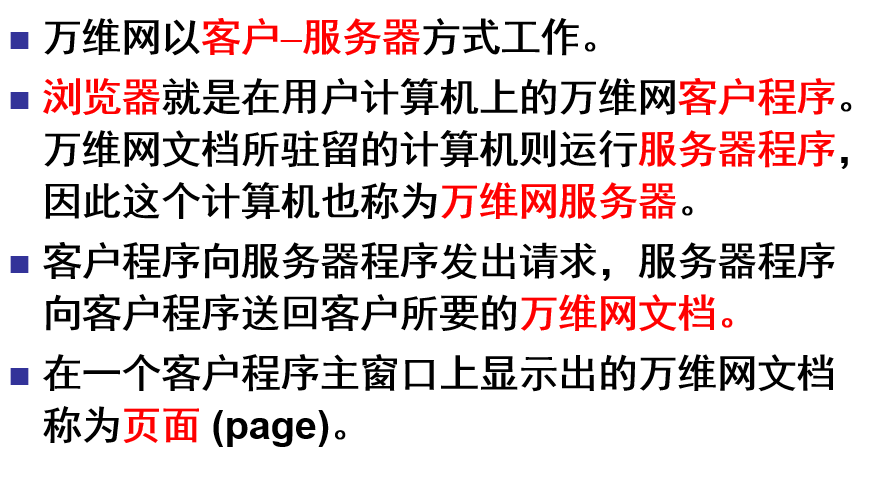 万维网以客户–服务器方式工作。
浏览器就是在用户计算机上的万维网客户程序。
万维网文档所驻留的计算机则运行服务器程序,
因此这个计算机也称为万维网服务器。
客户程序向服务器程序发出请求，服务器程序
向客户程序送回客户所要的万维网文档。
在一个客户程序主窗口上显示出的万维网文档
称为页面 (page)。